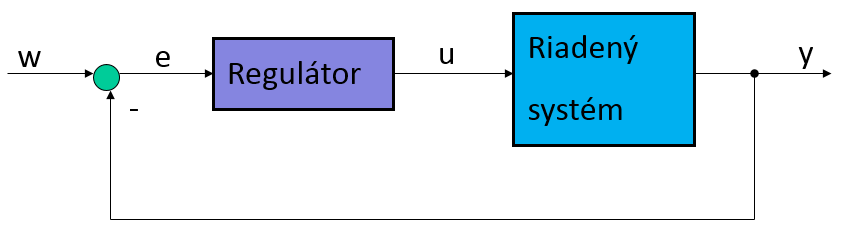 w
e
Regulátor
u
Riadený
systém
y
-